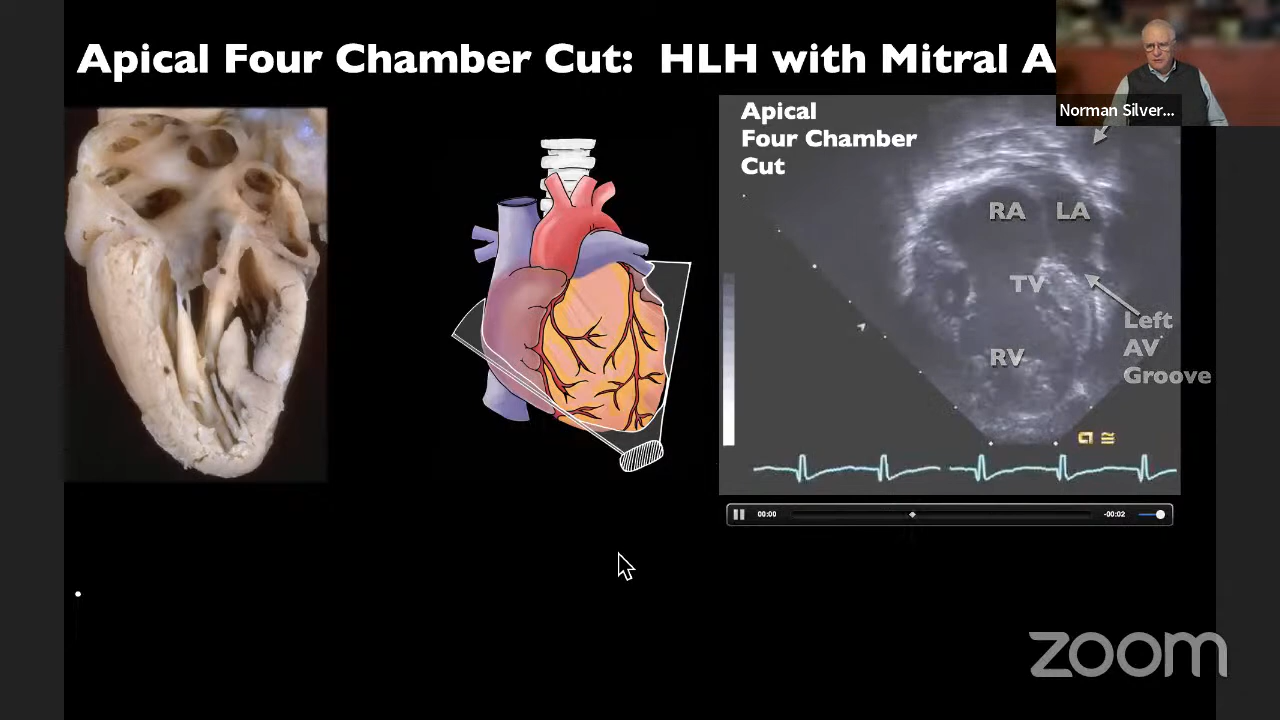 Apical Four Chamber Cut: HLH with Mitral A
Norman Silver...
Apical
Four Chamber
Cut
RA LA
TV
Left
AV
Groove
RV
00:00 -00:02
zoom